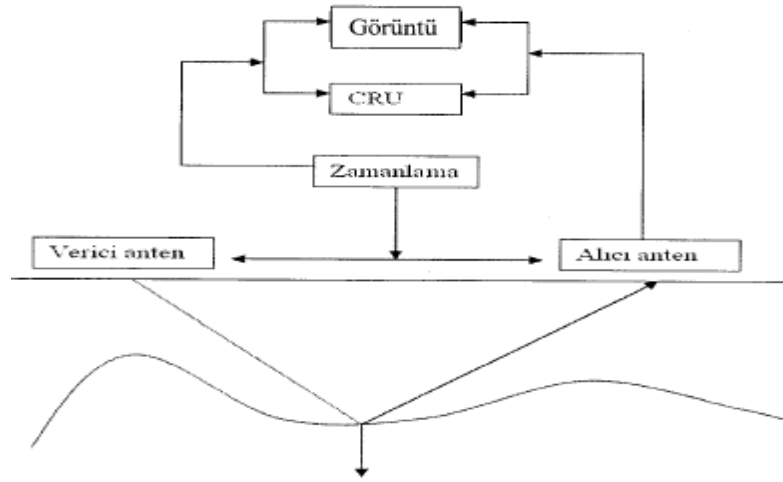 Görüntü
CRU
Zamanlama
Verici anten
Alıcı anten